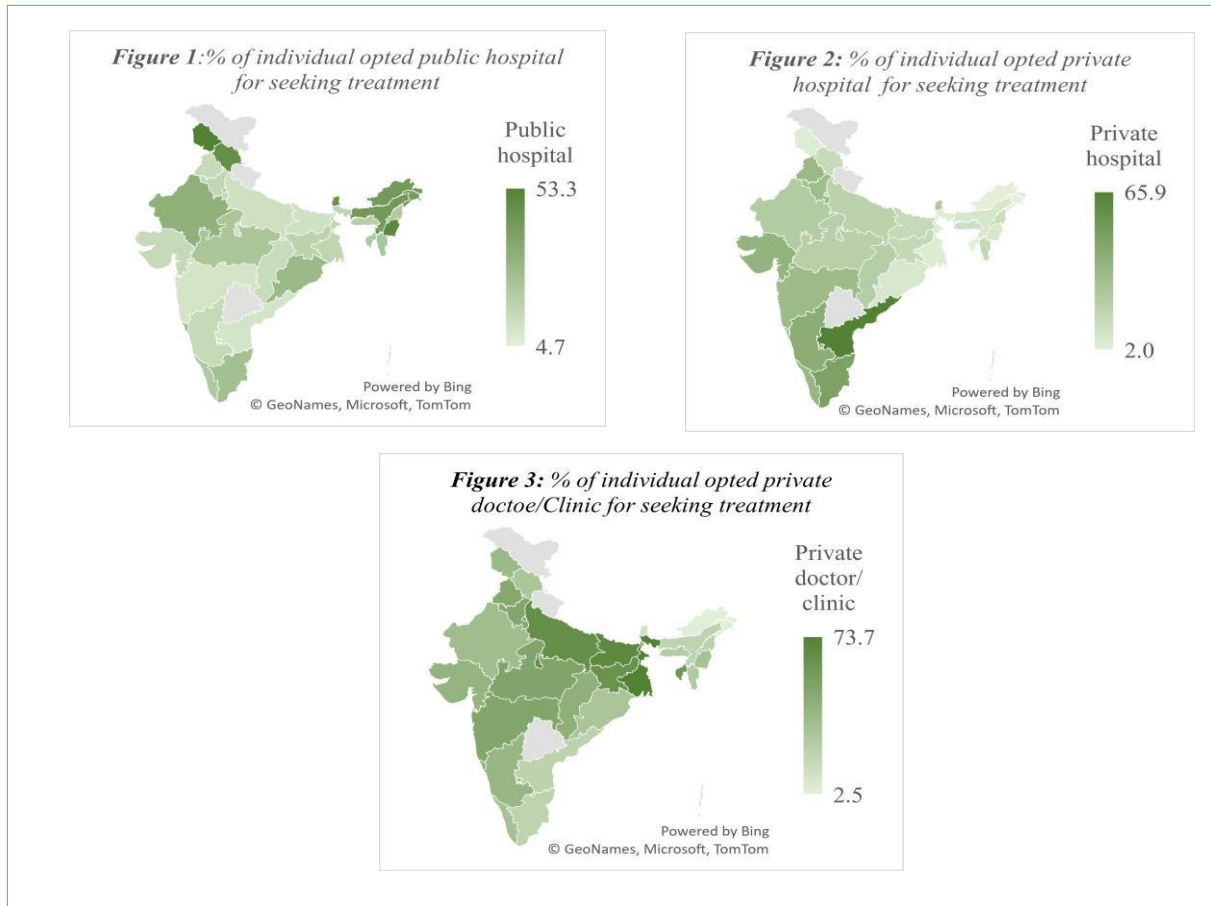 Figure 1:% of individual opted public hospital
for seeking treatment
Public
hospital
53.3
4.7
Powered by Bing
© GeoNames, Microsoft, TomTom
Figure 2: % of individual opted private
hospital for seeking treatment
Private
hospital
65.9
2.0
Powered by Bing
© GeoNames, Microsoft, TomTom
Figure 3: % of individual opted private
doctoe/Clinic for seeking treatment
Private
doctor/
clinic
73.7
2.5
Powered by Bing
© GeoNames, Microsoft, TomTom